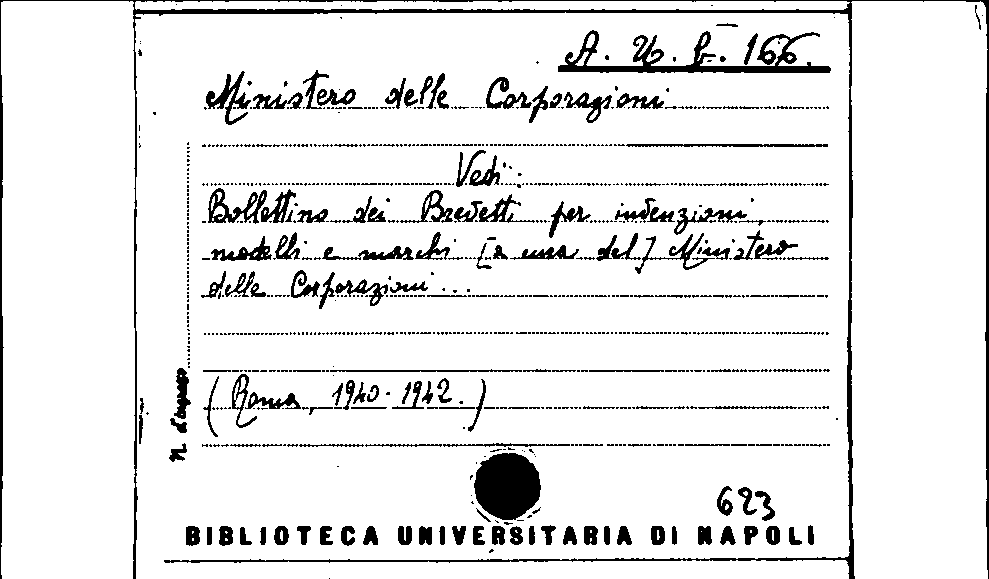 A. U. b. 166.
Ministero delle Corporazioni
Vedi:
Bollettino dei Brevetti per invenzioni,
modelli e marchi [a cura del] Ministero
delle Corporazioni...
(Roma, 1940-1942.)
N. d'ingresso
623
BIBLIOTECA UNIVERSITARIA DI NAPOLI